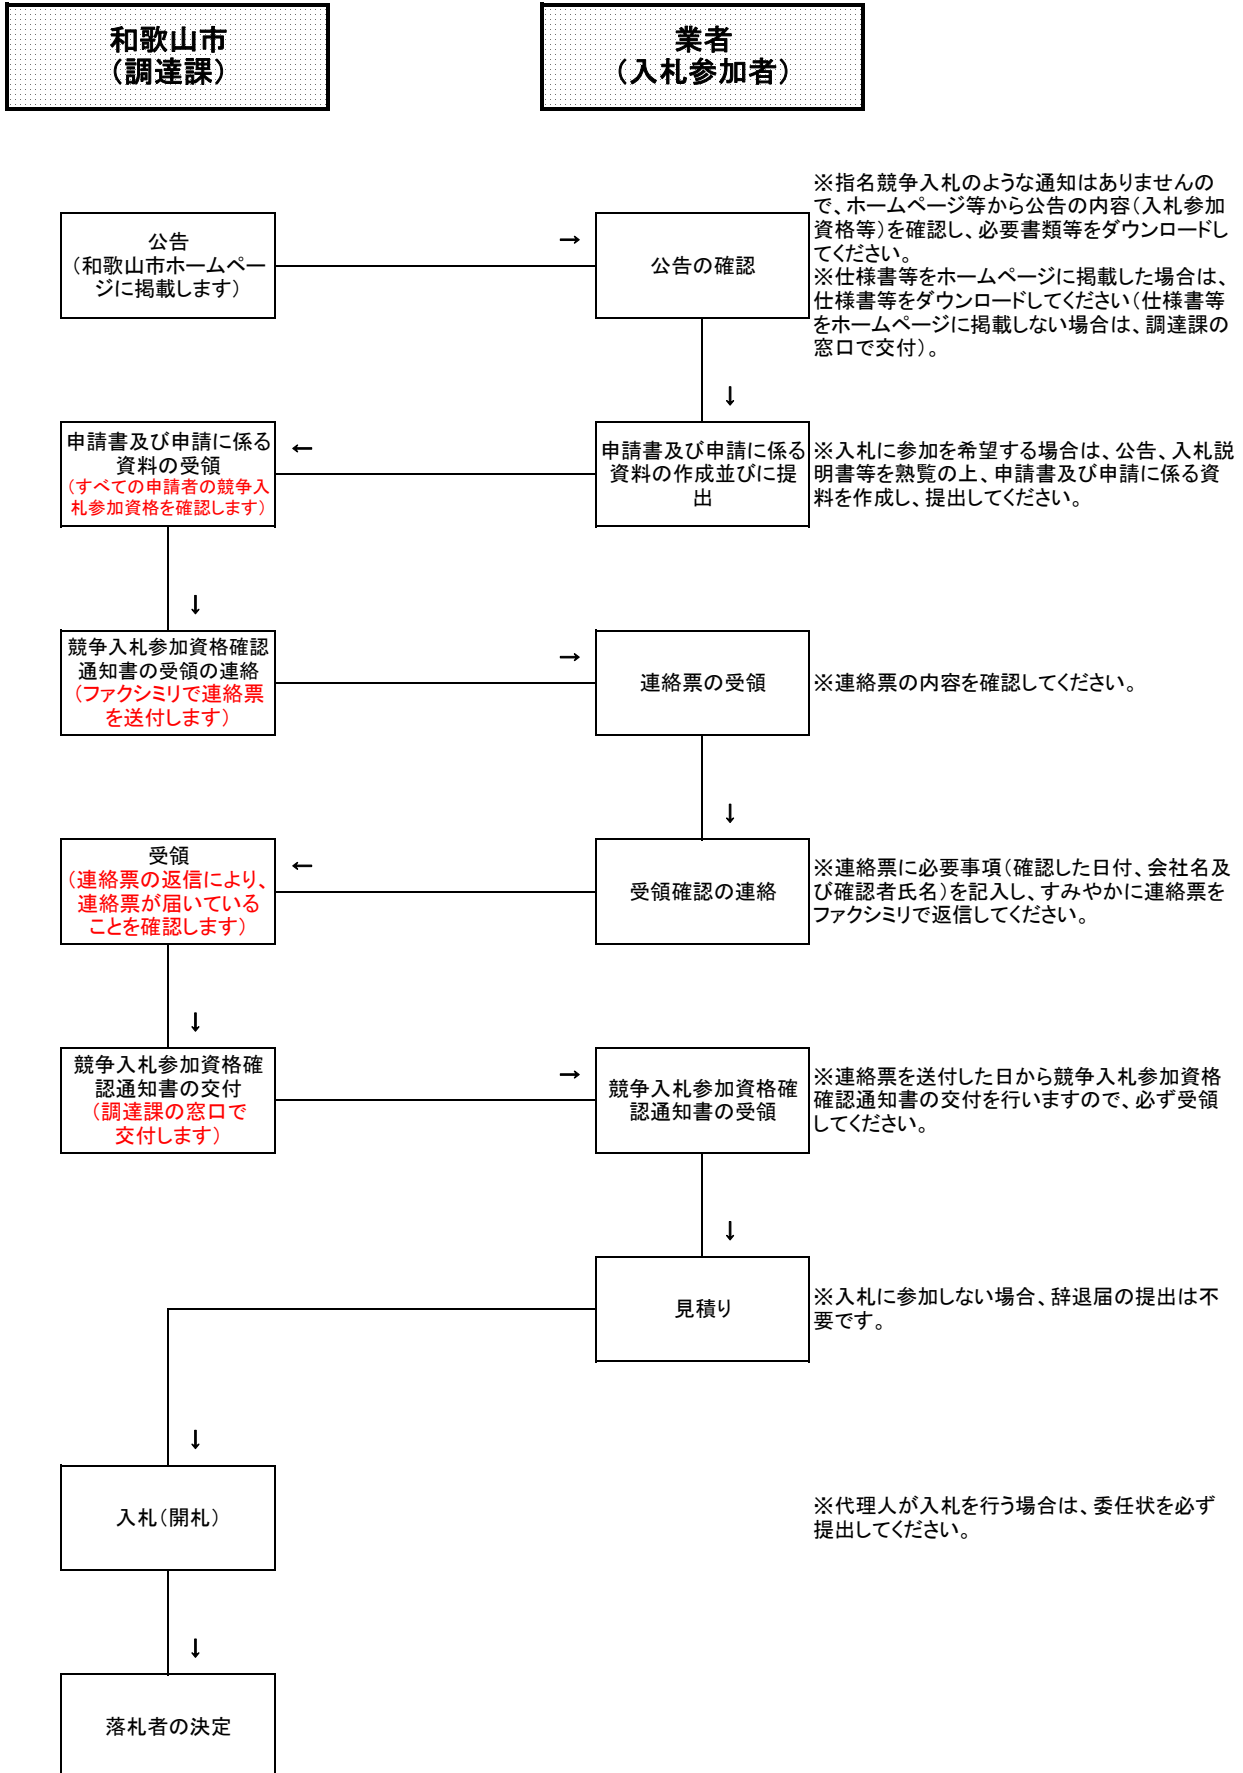 和歌山市
（調達課）
業者
（入札参加者）
公告
（和歌山市ホームペー
ジに掲載します）
→
公告の確認
※指名競争入札のような通知はありませんの
で、ホームページ等から公告の内容（入札参加
資格等）を確認し、必要書類等をダウンロードし
てください。
※仕様書等をホームページに掲載した場合は、
仕様書等をダウンロードしてください（仕様書等
をホームページに掲載しない場合は、調達課の
窓口で交付）。
↓
申請書及び申請に係る
資料の受領
（すべての申請者の競争入
札参加資格を確認します）
←
申請書及び申請に係る
資料の作成並びに提
出
※入札に参加を希望する場合は、公告、入札説
明書等を熟覧の上、申請書及び申請に係る資
料を作成し、提出してください。
↓
競争入札参加資格確認
通知書の受領の連絡
（ファクシミリで連絡票
を送付します）
→
連絡票の受領
※連絡票の内容を確認してください。
↓
受領
（連絡票の返信により、
連絡票が届いている
ことを確認します）
←
受領確認の連絡
※連絡票に必要事項（確認した日付、会社名及
び確認者氏名）を記入し、すみやかに連絡票を
ファクシミリで返信してください。
↓
競争入札参加資格確
認通知書の交付
（調達課の窓口で
交付します）
→
競争入札参加資格確
認通知書の受領
※連絡票を送付した日から競争入札参加資格
確認通知書の交付を行いますので、必ず受領
してください。
↓
見積り
※入札に参加しない場合、辞退届の提出は不
要です。
↓
入札（開札）
※代理人が入札を行う場合は、委任状を必ず
提出してください。
↓
落札者の決定